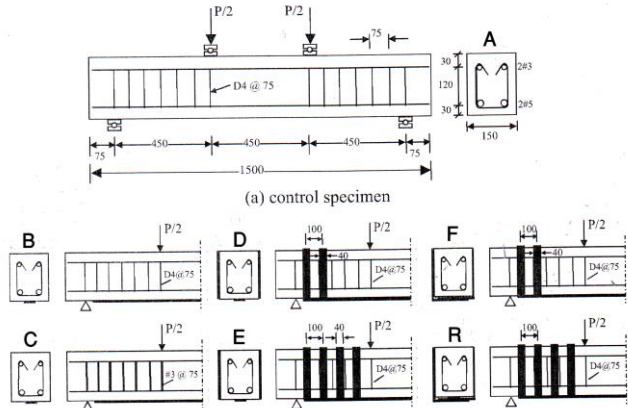 P/2 P/2
75
A
30
120
30
2#3
2#5
D4 @ 75
150
75 450 450 450 75
1500
(a) control specimen
B
P/2
D4@75
D
100
40
P/2
D4@75
F
100
40
P/2
D4@75
C
P/2
#3 @ 75
E
100 40
P/2
D4@75
R
100
P/2
D4@75